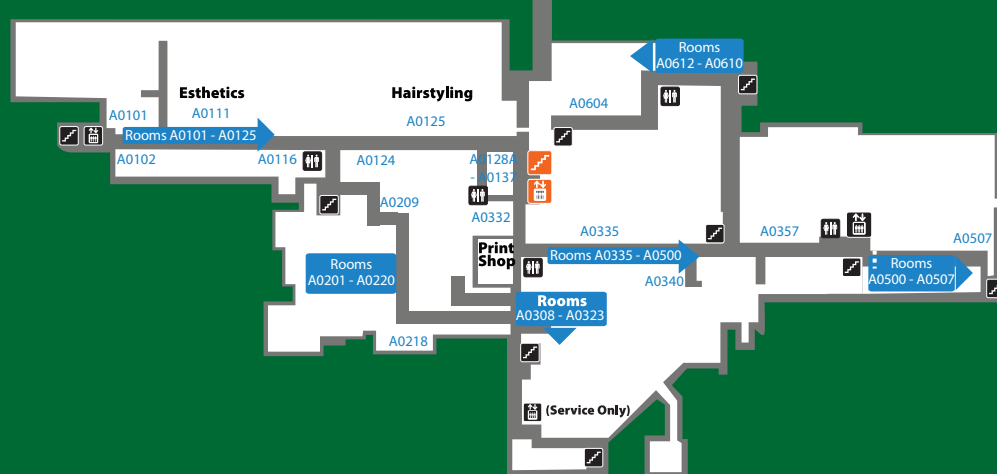 Rooms
A0612 - A0610
Esthetics
Hairstyling
A0604
A0101
A0111
A0125
Rooms A0101 - A0125
A0102
A0116
A0124
A0128A
- A0137
A0209
A0332
A0335
A0357
A0507
Print
Shop
Rooms A0335 - A0500
Rooms
A0201 - A0220
Rooms
A0500 - A0507
A0340
Rooms
A0308 - A0323
A0218
(Service Only)